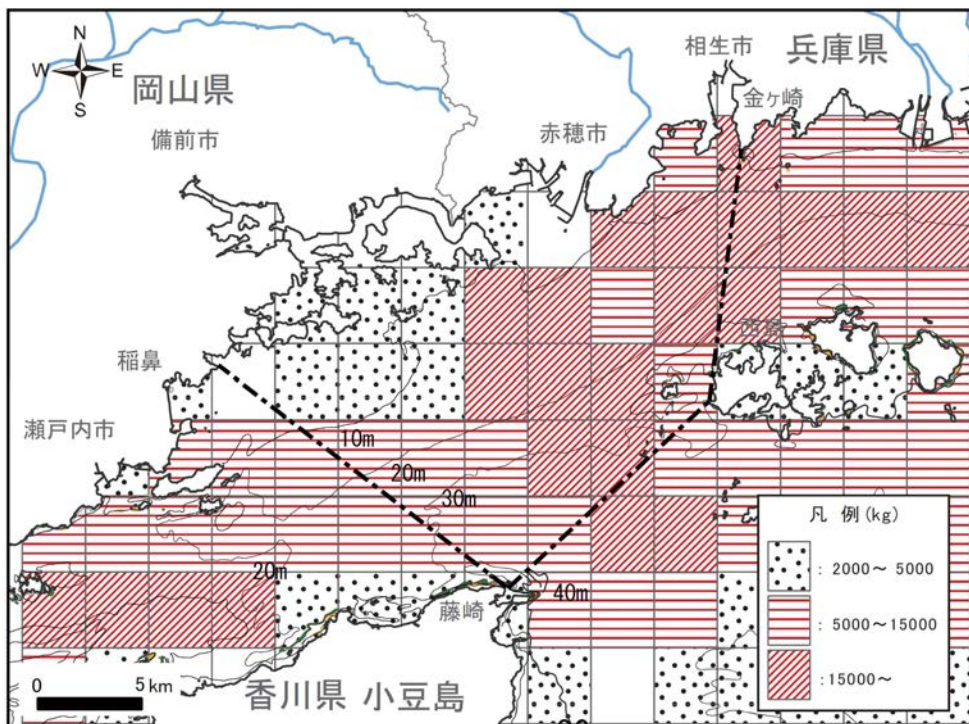 N
W
E
S
岡山県
備前市
相生市
兵庫県
金ヶ崎
赤穂市
稲鼻
瀬戸内市
10m
20m
30m
20m
40m
藤崎
凡 例(kg)
: 2000～ 5000
: 5000～15000
:15000～
0
5km
香川県 小豆島